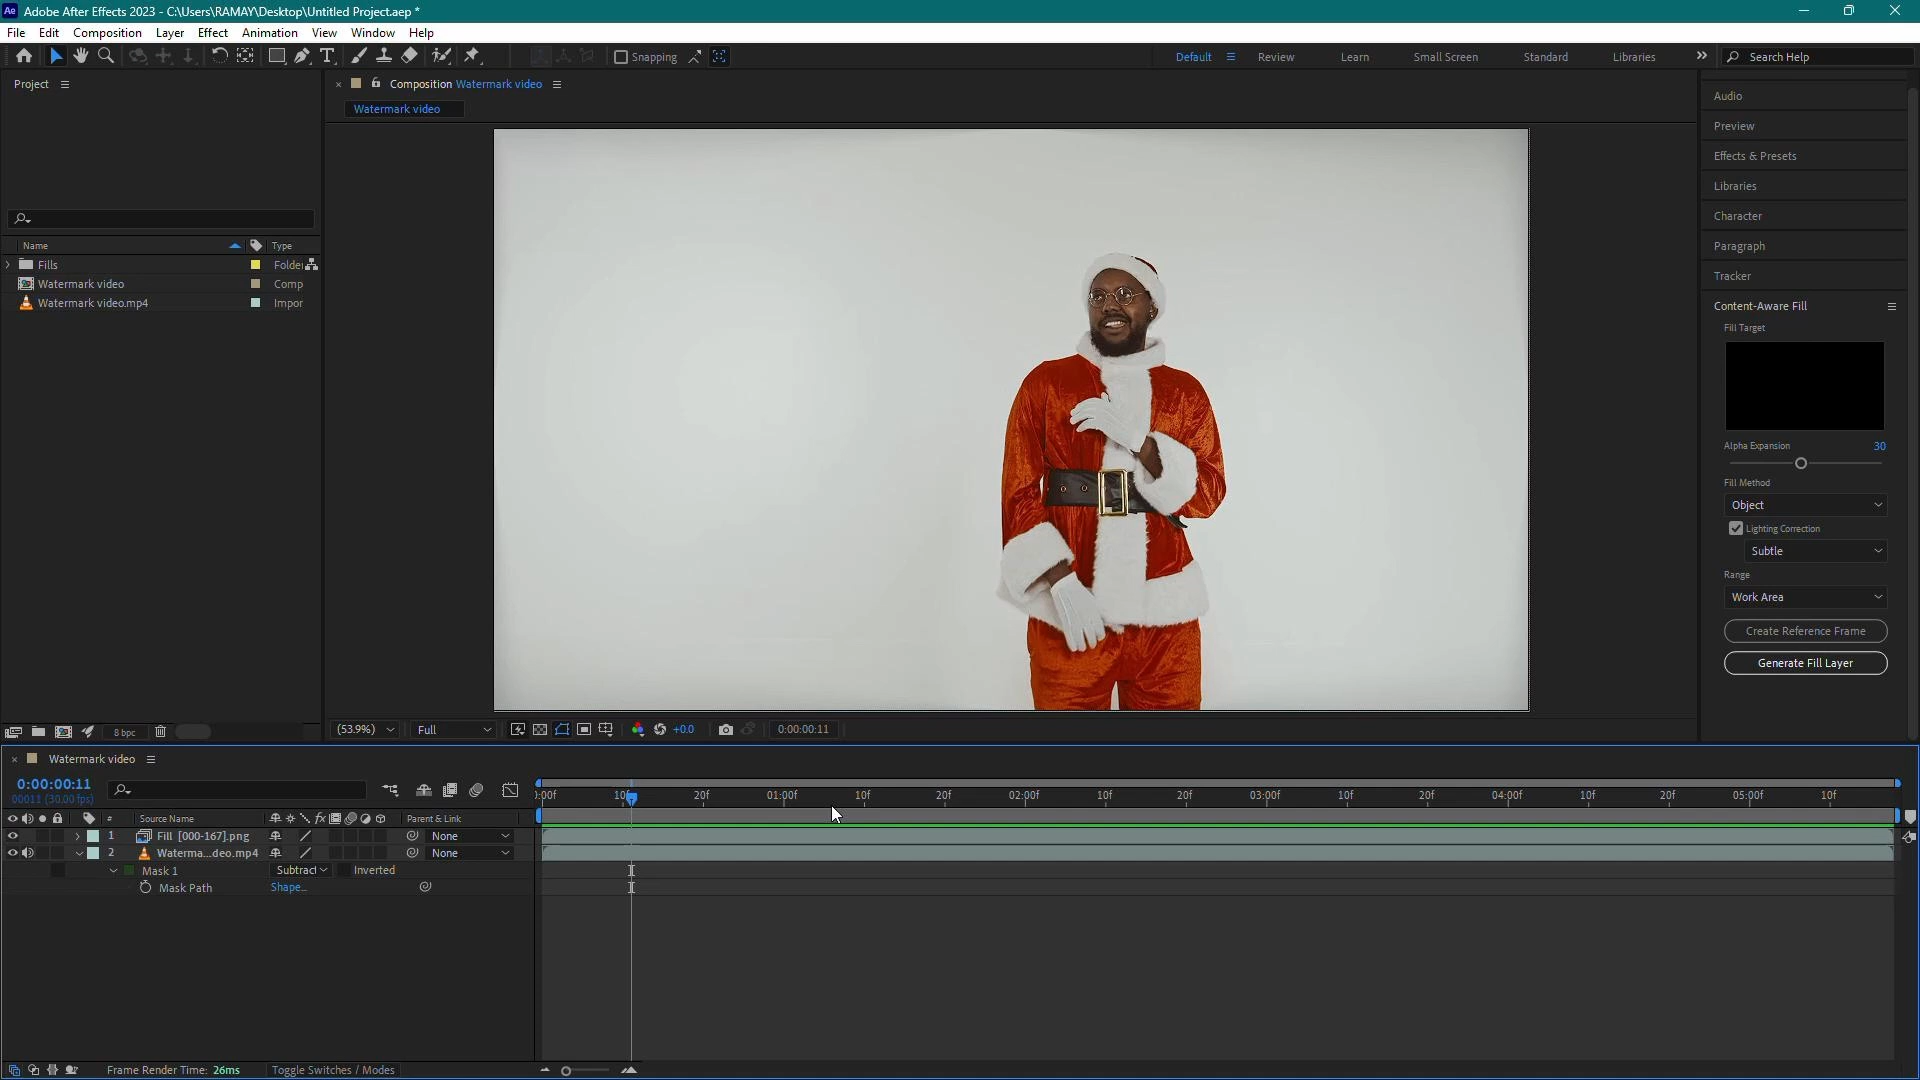 Ae Adobe After Effects 2023 - C:\Users\RAMAY\Desktop\Untitled Project.aep *
File Edit Composition Layer Effect Animation View Window Help
Snapping Default Review Learn Small Screen Standard Libraries Search Help
Project
Composition Watermark video
Watermark video
Name Type
Fills Folde
Watermark video Comp
Watermark video.mp4 Impor
8 bpc
(53.9%) Full +0.0 0:00:00:11
Audio
Preview
Effects & Presets
Libraries
Character
Paragraph
Tracker
Content-Aware Fill
Fill Target
Alpha Expansion 30
Fill Method
Object
Lighting Correction
Subtle
Range
Work Area
Create Reference Frame
Generate Fill Layer
Watermark video
0:00:00:11
00011 (30.00 fps)
):00f 10f 20f 01:00f 10f 20f 02:00f 10f 20f 03:00f 10f 20f 04:00f 10f 20f 05:00f 10f
# Source Name fx Parent & Link
1 Fill [000-167].png None
2 Waterma...deo.mp4 None
Mask 1 Subtract Inverted
Mask Path Shape...
Frame Render Time: 26ms Toggle Switches / Modes